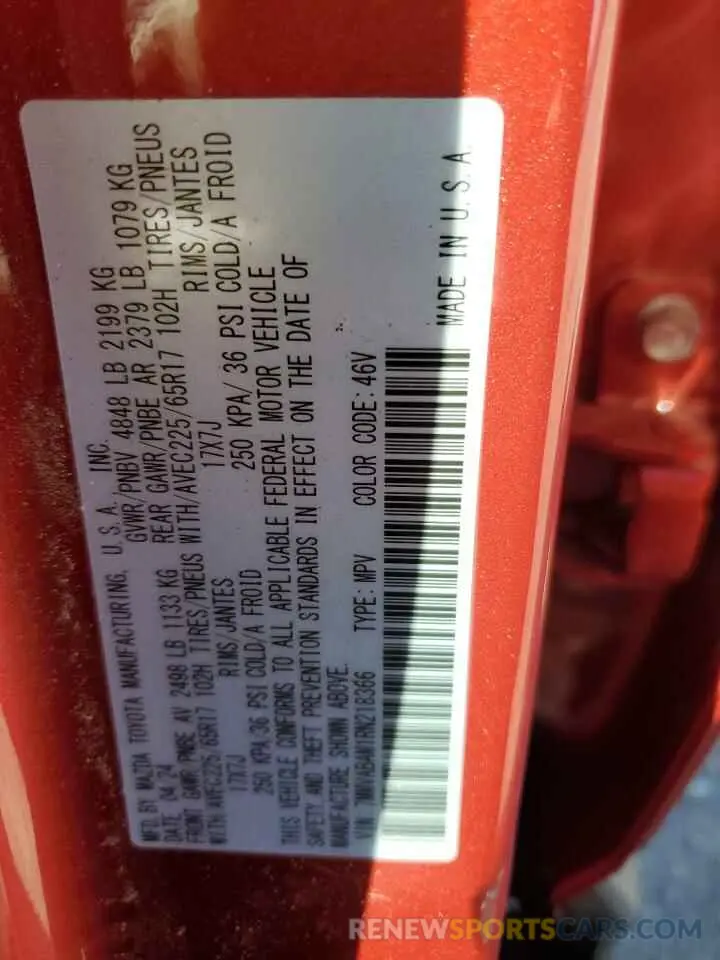 MFD. BY MAZDA TOYOTA MANUFACTURING, U.S.A. INC.
DATE 04 24 GVWR/PNBV 4848 LB 2199 KG
FRONT GAWR/PNBE AV 2498 LB 1133 KG REAR GAWR/PNBE AR 2379 LB 1079 KG
WITH/AVEC225/65R17 102H TIRES/PNEUS WITH/AVEC225/65R17 102H TIRES/PNEUS
17X7J RIMS/JANTES 17X7J RIMS/JANTES
250 KPA/36 PSI COLD/A FROID 250 KPA/ 36 PSI COLD/A FROID
THIS VEHICLE CONFORMS TO ALL APPLICABLE FEDERAL MOTOR VEHICLE
SAFETY AND THEFT PREVENTION STANDARDS IN EFFECT ON THE DATE OF
MANUFACTURE SHOWN ABOVE.
VIN 7MMVABAM1RN218366 TYPE: MPV COLOR CODE: 46V
MADE IN U.S.A.
RENEWSPORTSCARS.COM